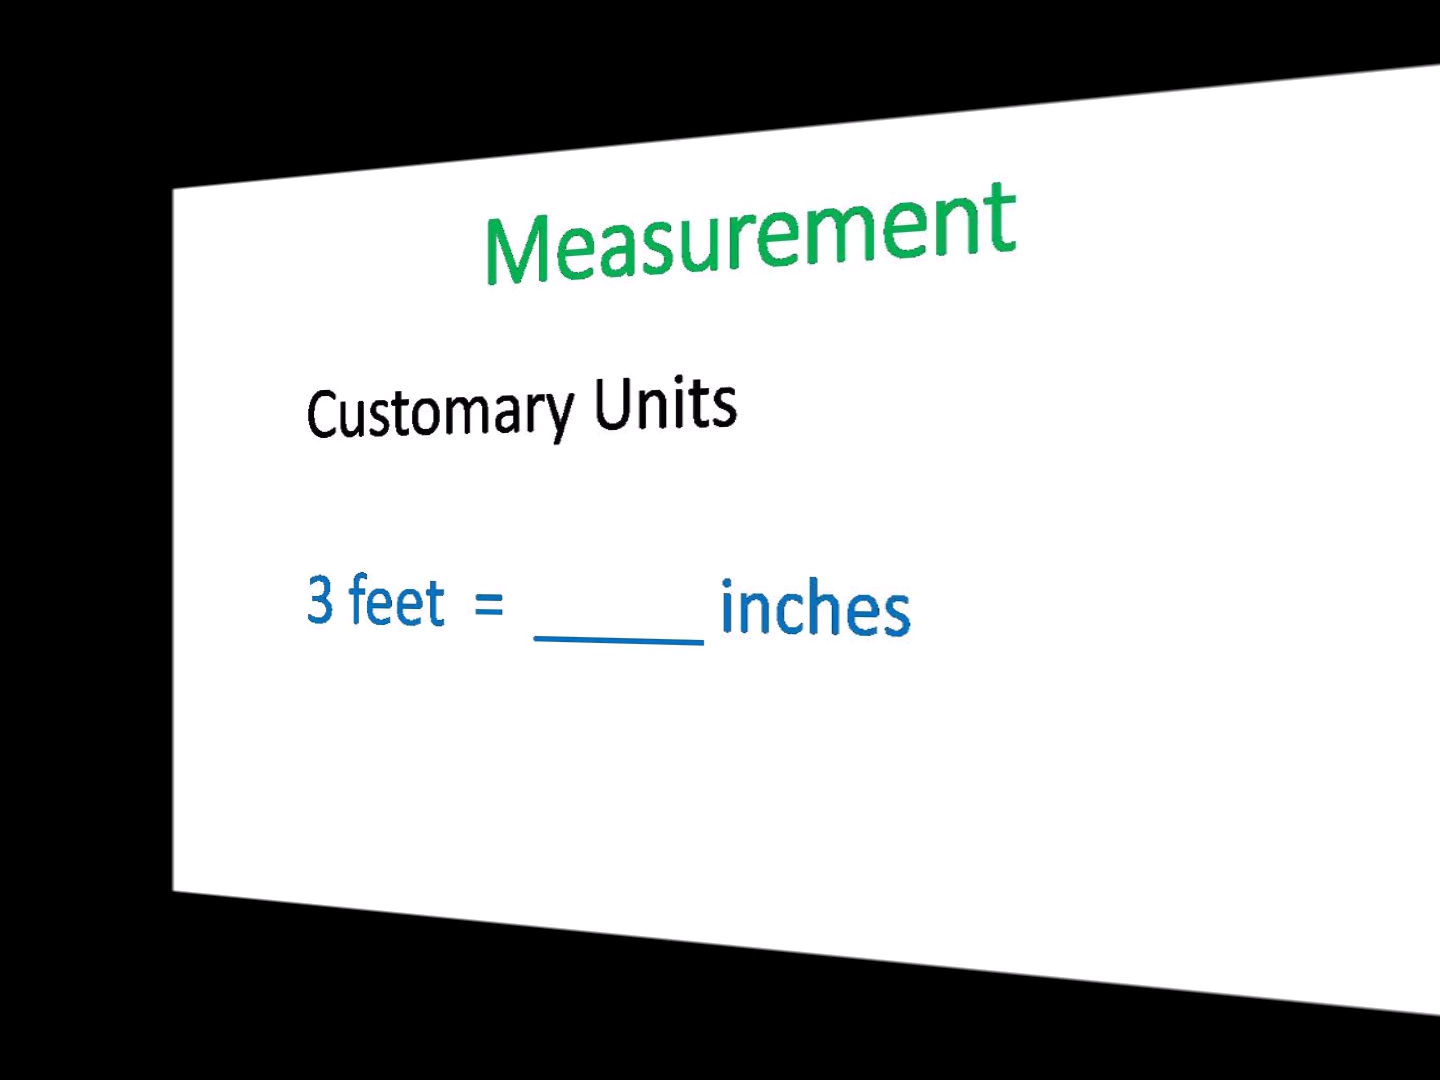 Measurement
Customary Units
3 feet = _____ inches